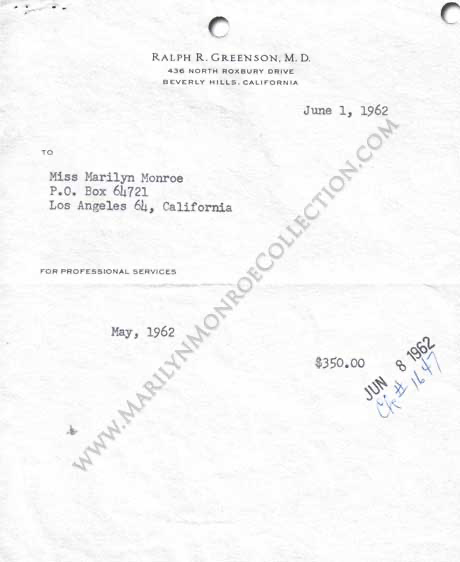 RALPH R. GREENSON, M. D.
436 NORTH ROXBURY DRIVE
BEVERLY HILLS, CALIFORNIA
June 1, 1962
TO
Miss Marilyn Monroe
P.O. Box 64721
Los Angeles 64, California
FOR PROFESSIONAL SERVICES
May, 1962
$350.00
JUN 8 1962
Ck # 1647
WWW.MARILYNMONROECOLLECTION.COM